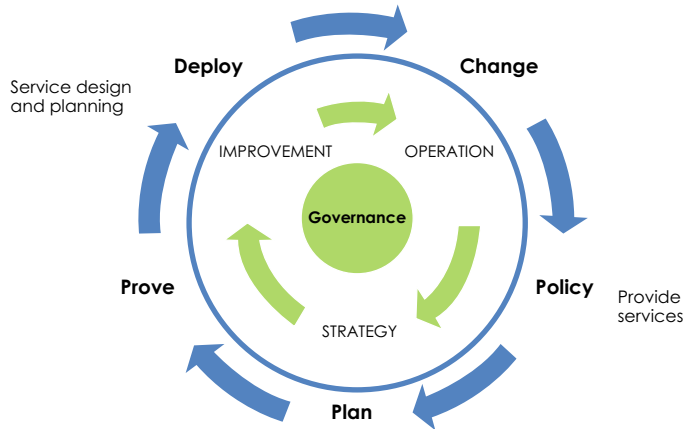 Deploy
Change
Service design
and planning
IMPROVEMENT
OPERATION
Governance
Prove
Policy
Provide
services
STRATEGY
Plan